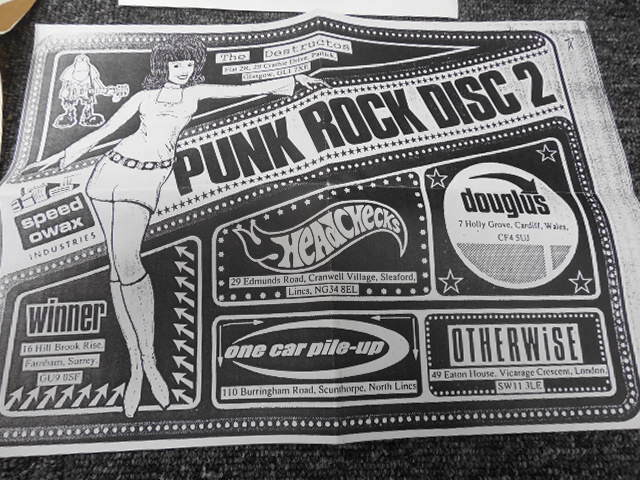 The Destructos
Flat 2R, 29 Crathie Drive, Partick,
Glasgow, GL1 7XE
PUNK ROCK DISC 2
speed
owax
INDUSTRIES
HEADCHECKS
29 Edmunds Road, Cranwell Village, Sleaford,
Lincs, NG34 8EL
douglus
7 Holly Grove, Cardiff, Wales,
CF4 5UJ
winner
16 Hill Brook Rise,
Farnham, Surrey,
GU9 0SF
one car pile-up
110 Burringham Road, Scunthorpe, North Lincs
OTHERWiSE
49 Eaton House, Vicarage Crescent, London,
SW11 3LE